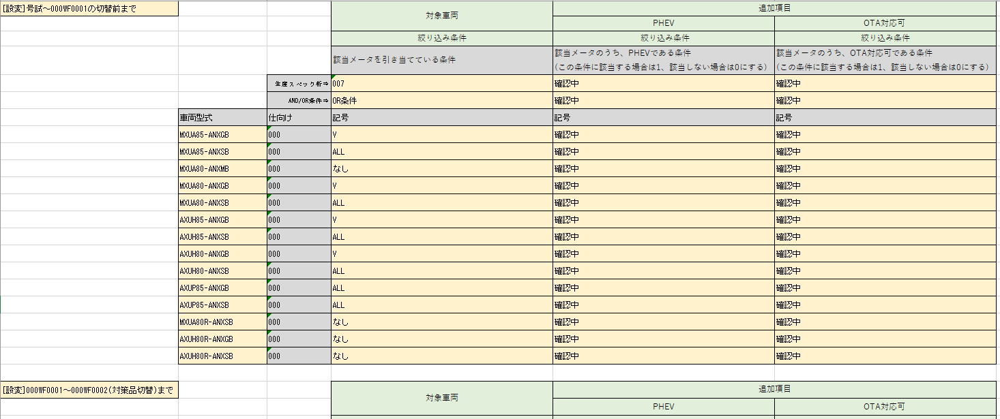 [設変]号試～000WF0001の切替前まで
対象車両
追加項目
PHEV
OTA対応可
絞り込み条件
絞り込み条件
絞り込み条件
該当メータを引き当てている条件
該当メータのうち、PHEVである条件
(この条件に該当する場合は1、該当しない場合は0にする)
該当メータのうち、OTA対応可である条件
(この条件に該当する場合は1、該当しない場合は0にする)
生産スペック桁⇒ 007 確認中 確認中
AND/OR条件⇒ OR条件 確認中 確認中
車両型式 仕向け 記号 記号 記号
MXUA85-ANXGB 000 V 確認中 確認中
MXUA85-ANXSB 000 ALL 確認中 確認中
MXUA80-ANXMB 000 なし 確認中 確認中
MXUA80-ANXGB 000 V 確認中 確認中
MXUA80-ANXSB 000 ALL 確認中 確認中
AXUH85-ANXGB 000 V 確認中 確認中
AXUH85-ANXSB 000 ALL 確認中 確認中
AXUH80-ANXGB 000 V 確認中 確認中
AXUH80-ANXSB 000 ALL 確認中 確認中
AXUP85-ANXGB 000 ALL 確認中 確認中
AXUP85-ANXSB 000 ALL 確認中 確認中
MXUA80R-ANXSB 000 なし 確認中 確認中
AXUH80R-ANXGB 000 なし 確認中 確認中
AXUH80R-ANXSB 000 なし 確認中 確認中
[設変]000WF0001～000WF0002(対策品切替)まで
対象車両
追加項目
PHEV
OTA対応可